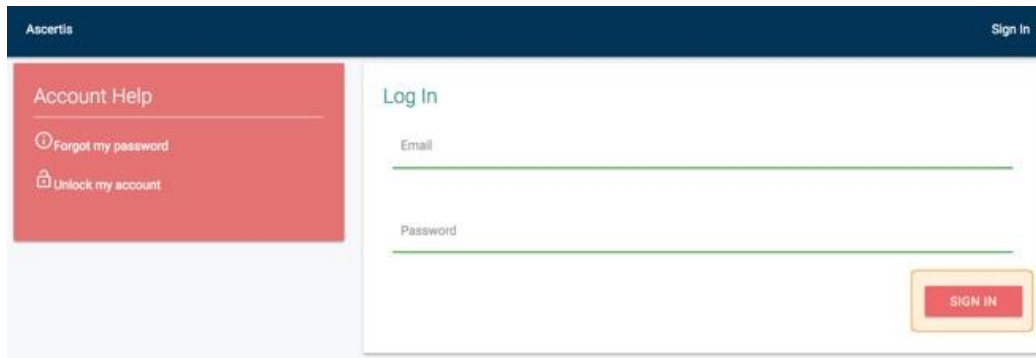 Ascertis
Sign In
Account Help
Forgot my password
Unlock my account
Log In
Email
Password
SIGN IN